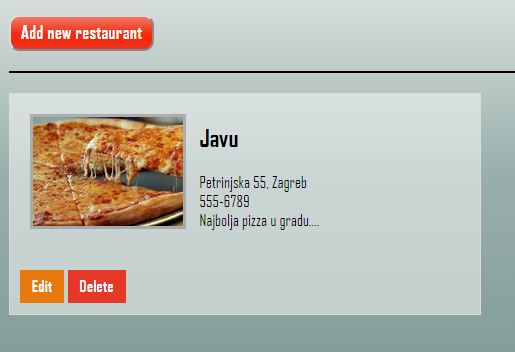 Add new restaurant
Javu
Petrinjska 55, Zagreb
555-6789
Najbolja pizza u gradu....
Edit
Delete